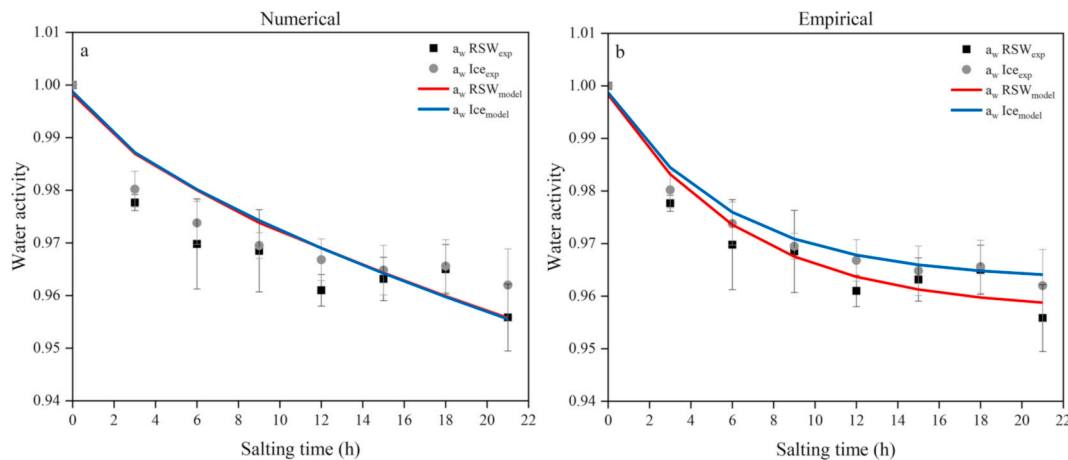 Numerical
a
a_w RSW_exp
a_w Ice_exp
a_w RSW_model
a_w Ice_model
1.01
1.00
0.99
0.98
0.97
0.96
0.95
0.94
Water activity
0 2 4 6 8 10 12 14 16 18 20 22
Salting time (h)
Empirical
b
a_w RSW_exp
a_w Ice_exp
a_w RSW_model
a_w Ice_model
1.01
1.00
0.99
0.98
0.97
0.96
0.95
0.94
Water activity
0 2 4 6 8 10 12 14 16 18 20 22
Salting time (h)